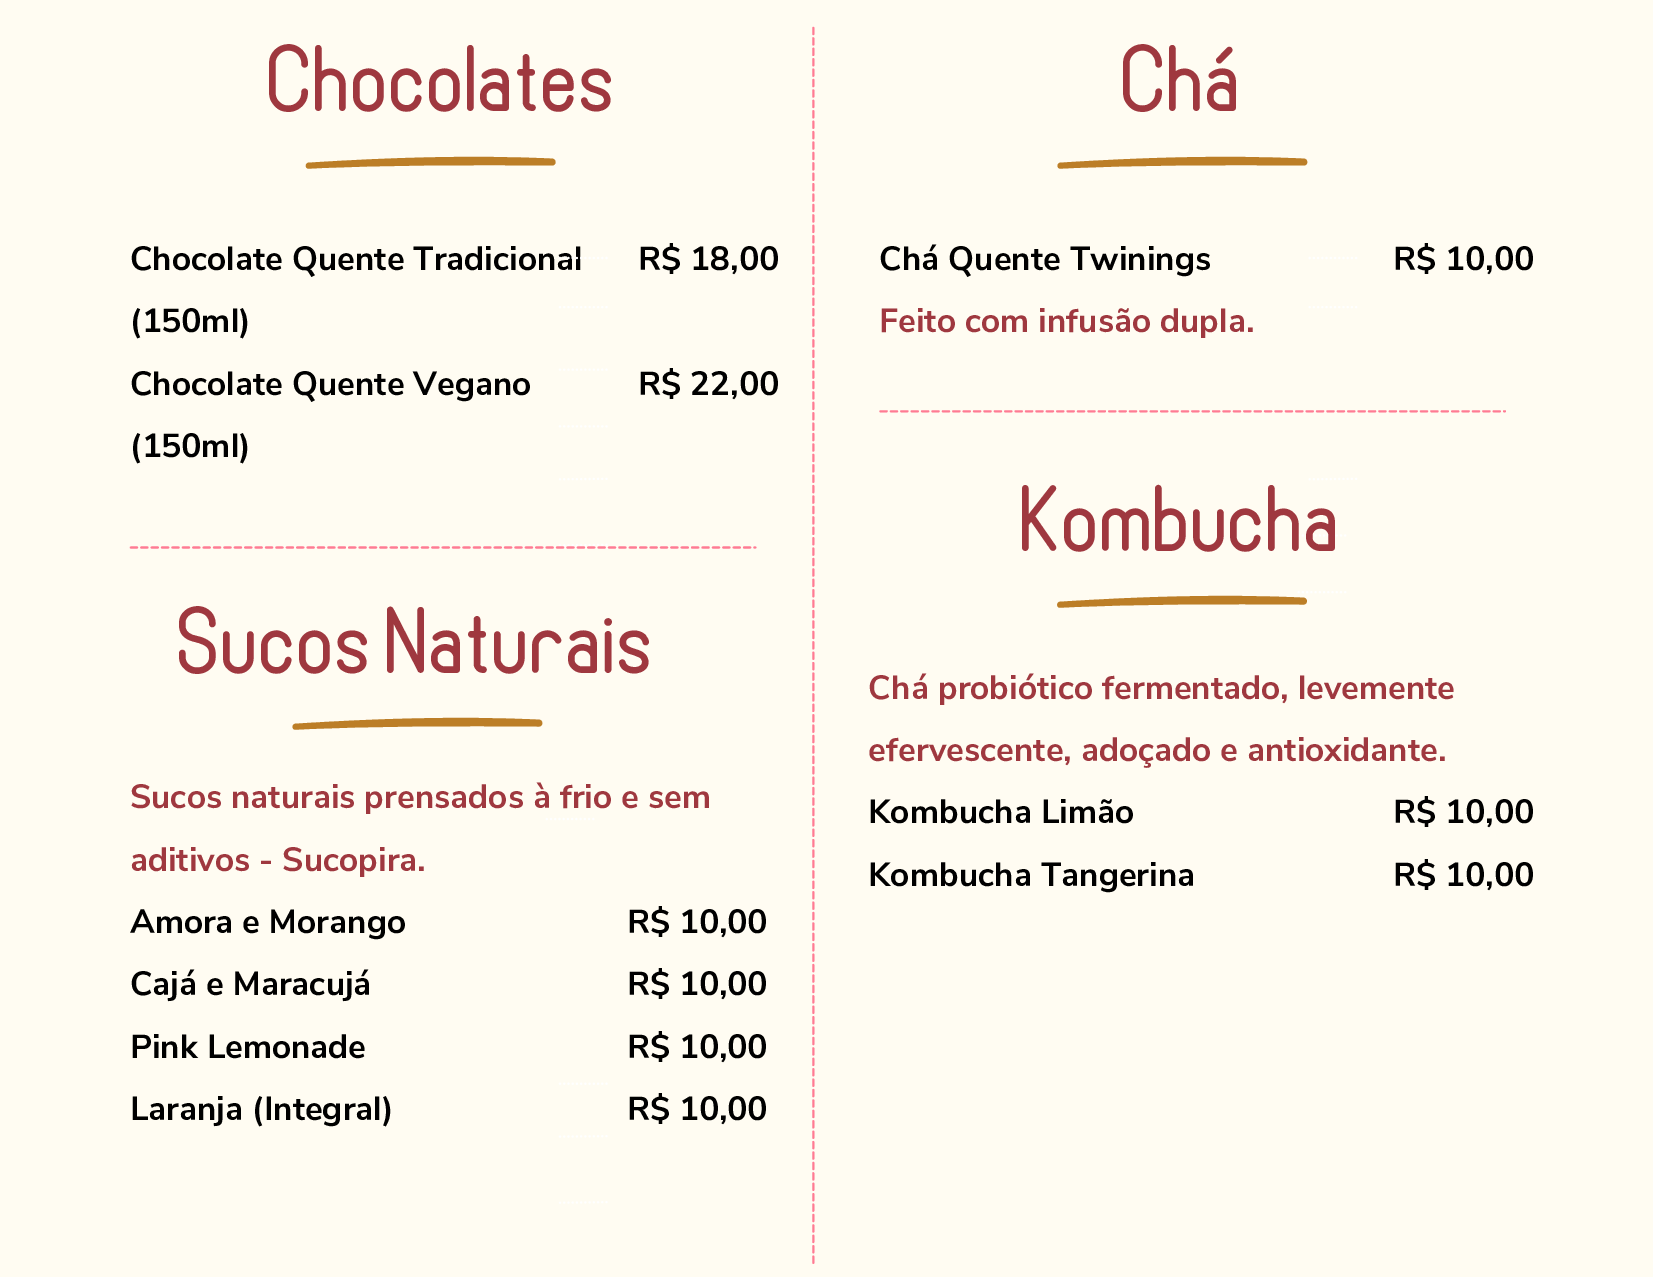 Chocolates
Chocolate Quente Tradicional R$ 18,00
(150ml)
Chocolate Quente Vegano R$ 22,00
(150ml)
Sucos Naturais
Sucos naturais prensados à frio e sem
aditivos - Sucopira.
Amora e Morango R$ 10,00
Cajá e Maracujá R$ 10,00
Pink Lemonade R$ 10,00
Laranja (Integral) R$ 10,00
Chá
Chá Quente Twinings R$ 10,00
Feito com infusão dupla.
Kombucha
Chá probiótico fermentado, levemente
efervescente, adoçado e antioxidante.
Kombucha Limão R$ 10,00
Kombucha Tangerina R$ 10,00